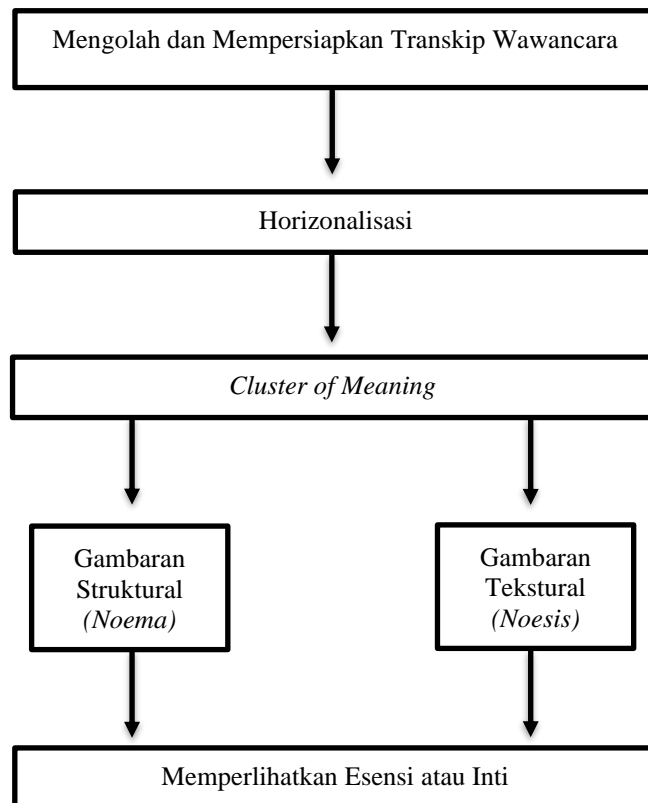 Mengolah dan Mempersiapkan Transkip Wawancara
Horizonalisasi
Cluster of Meaning
Gambaran
Struktural
(Noema)
Gambaran
Tekstural
(Noesis)
Memperlihatkan Esensi atau Inti